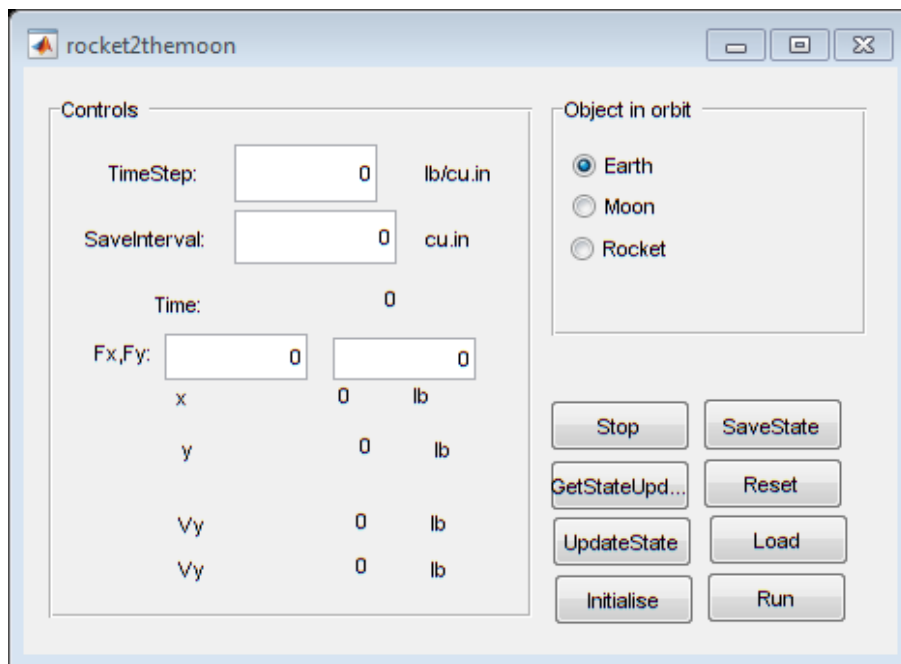 rocket2themoon
Controls
TimeStep: 0 lb/cu.in
SaveInterval: 0 cu.in
Time: 0
Fx,Fy: 0 0
x 0 lb
y 0 lb
Vy 0 lb
Vy 0 lb
Object in orbit
Earth
Moon
Rocket
Stop SaveState
GetStateUpd... Reset
UpdateState Load
Initialise Run